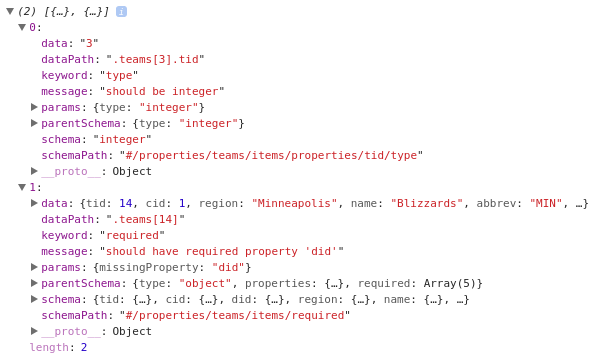 (2) [{…}, {…}] i
0:
data: "3"
dataPath: ".teams[3].tid"
keyword: "type"
message: "should be integer"
params: {type: "integer"}
parentSchema: {type: "integer"}
schema: "integer"
schemaPath: "#/properties/teams/items/properties/tid/type"
__proto__: Object
1:
data: {tid: 14, cid: 1, region: "Minneapolis", name: "Blizzards", abbrev: "MIN", …}
dataPath: ".teams[14]"
keyword: "required"
message: "should have required property 'did'"
params: {missingProperty: "did"}
parentSchema: {type: "object", properties: {…}, required: Array(5)}
schema: {tid: {…}, cid: {…}, did: {…}, region: {…}, name: {…}, …}
schemaPath: "#/properties/teams/items/required"
__proto__: Object
length: 2